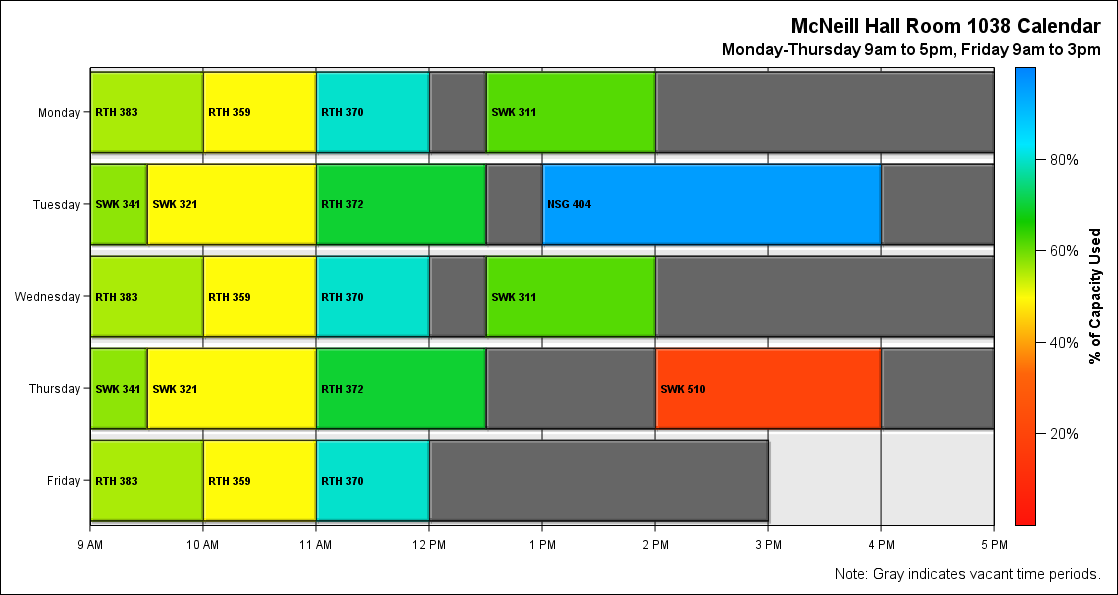 McNeill Hall Room 1038 Calendar
Monday-Thursday 9am to 5pm, Friday 9am to 3pm
Monday
RTH 383
RTH 359
RTH 370
SWK 311
Tuesday
SWK 341
SWK 321
RTH 372
NSG 404
Wednesday
RTH 383
RTH 359
RTH 370
SWK 311
Thursday
SWK 341
SWK 321
RTH 372
SWK 510
Friday
RTH 383
RTH 359
RTH 370
9 AM
10 AM
11 AM
12 PM
1 PM
2 PM
3 PM
4 PM
5 PM
80%
60%
40%
20%
% of Capacity Used
Note: Gray indicates vacant time periods.